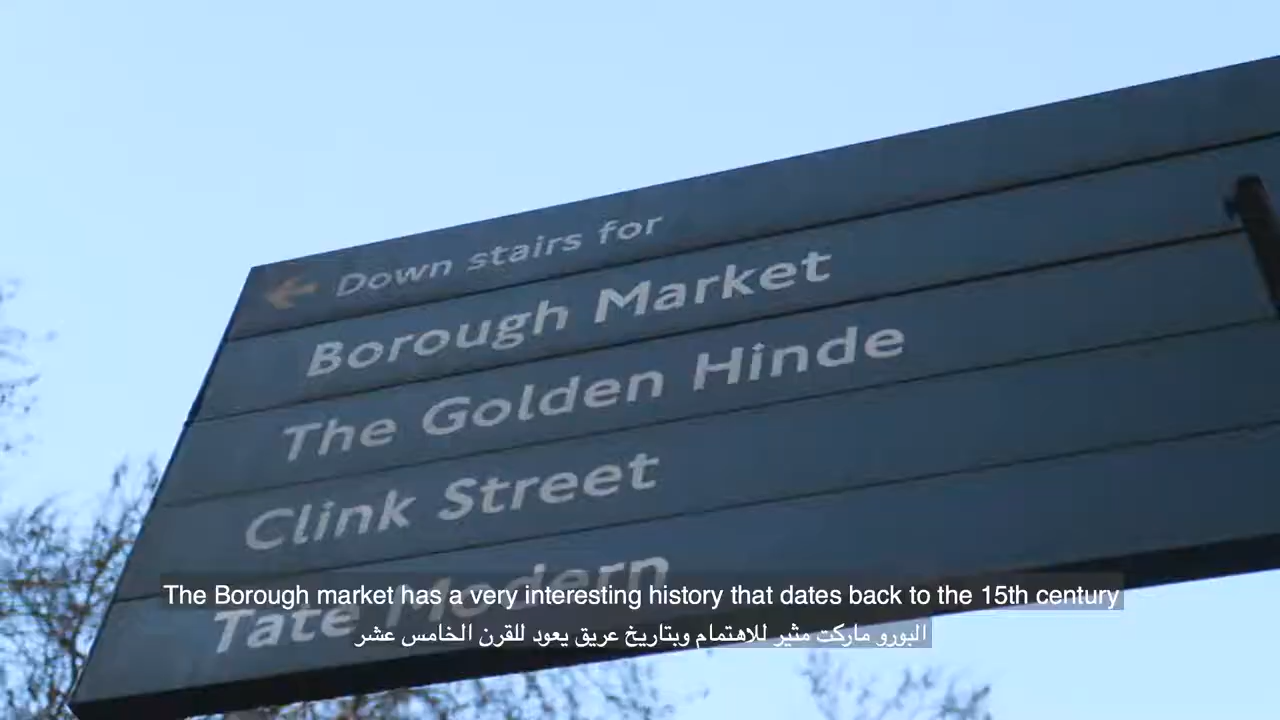 Down stairs for
Borough Market
The Golden Hinde
Clink Street
Tate Modern
The Borough market has a very interesting history that dates back to the 15th century
البورو ماركت مثير للاهتمام وبتاريخ عريق يعود للقرن الخامس عشر